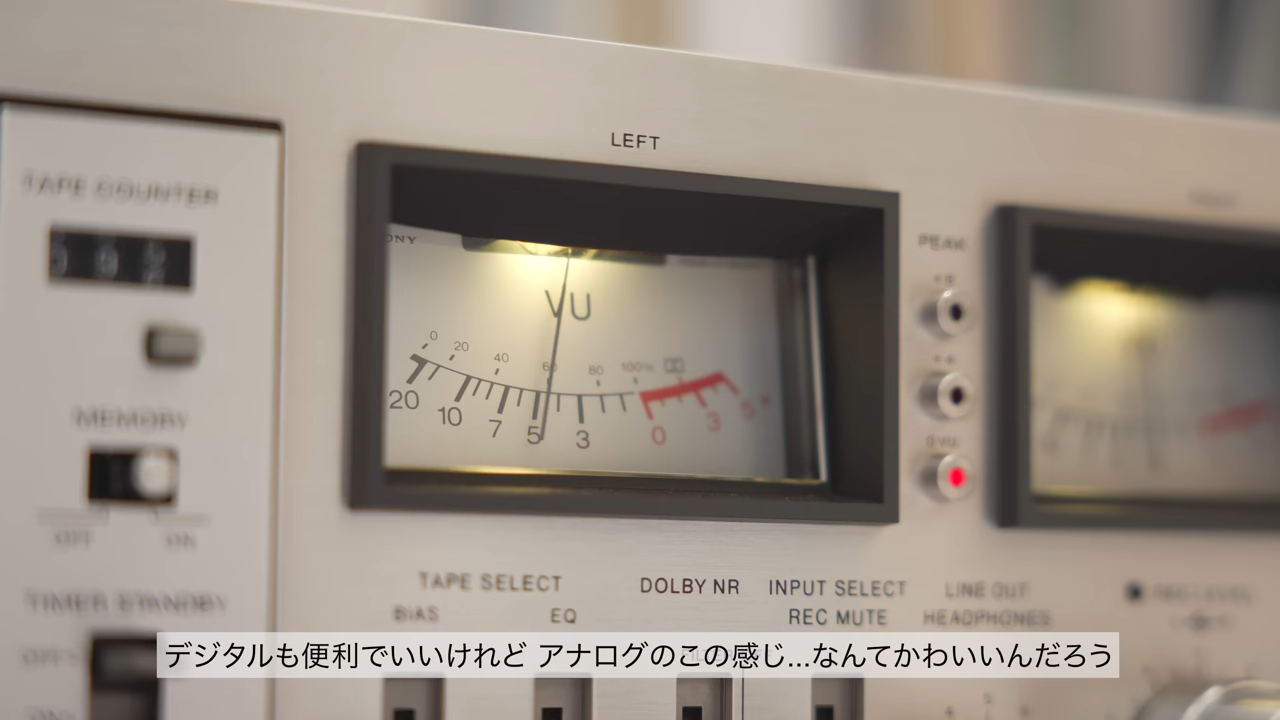 LEFT
TAPE COUNTER
PEAK
VU
0 20 40 60 80 100%
20 10 7 5 3 0 3 5 +
MEMORY
OFF ON
0 VU
TAPE SELECT
DOLBY NR
INPUT SELECT
LINE OUT
BIAS
EQ
REC MUTE
HEADPHONES
TIMER STANDBY
デジタルも便利でいいけれど アナログのこの感じ...なんてかわいいんだろう